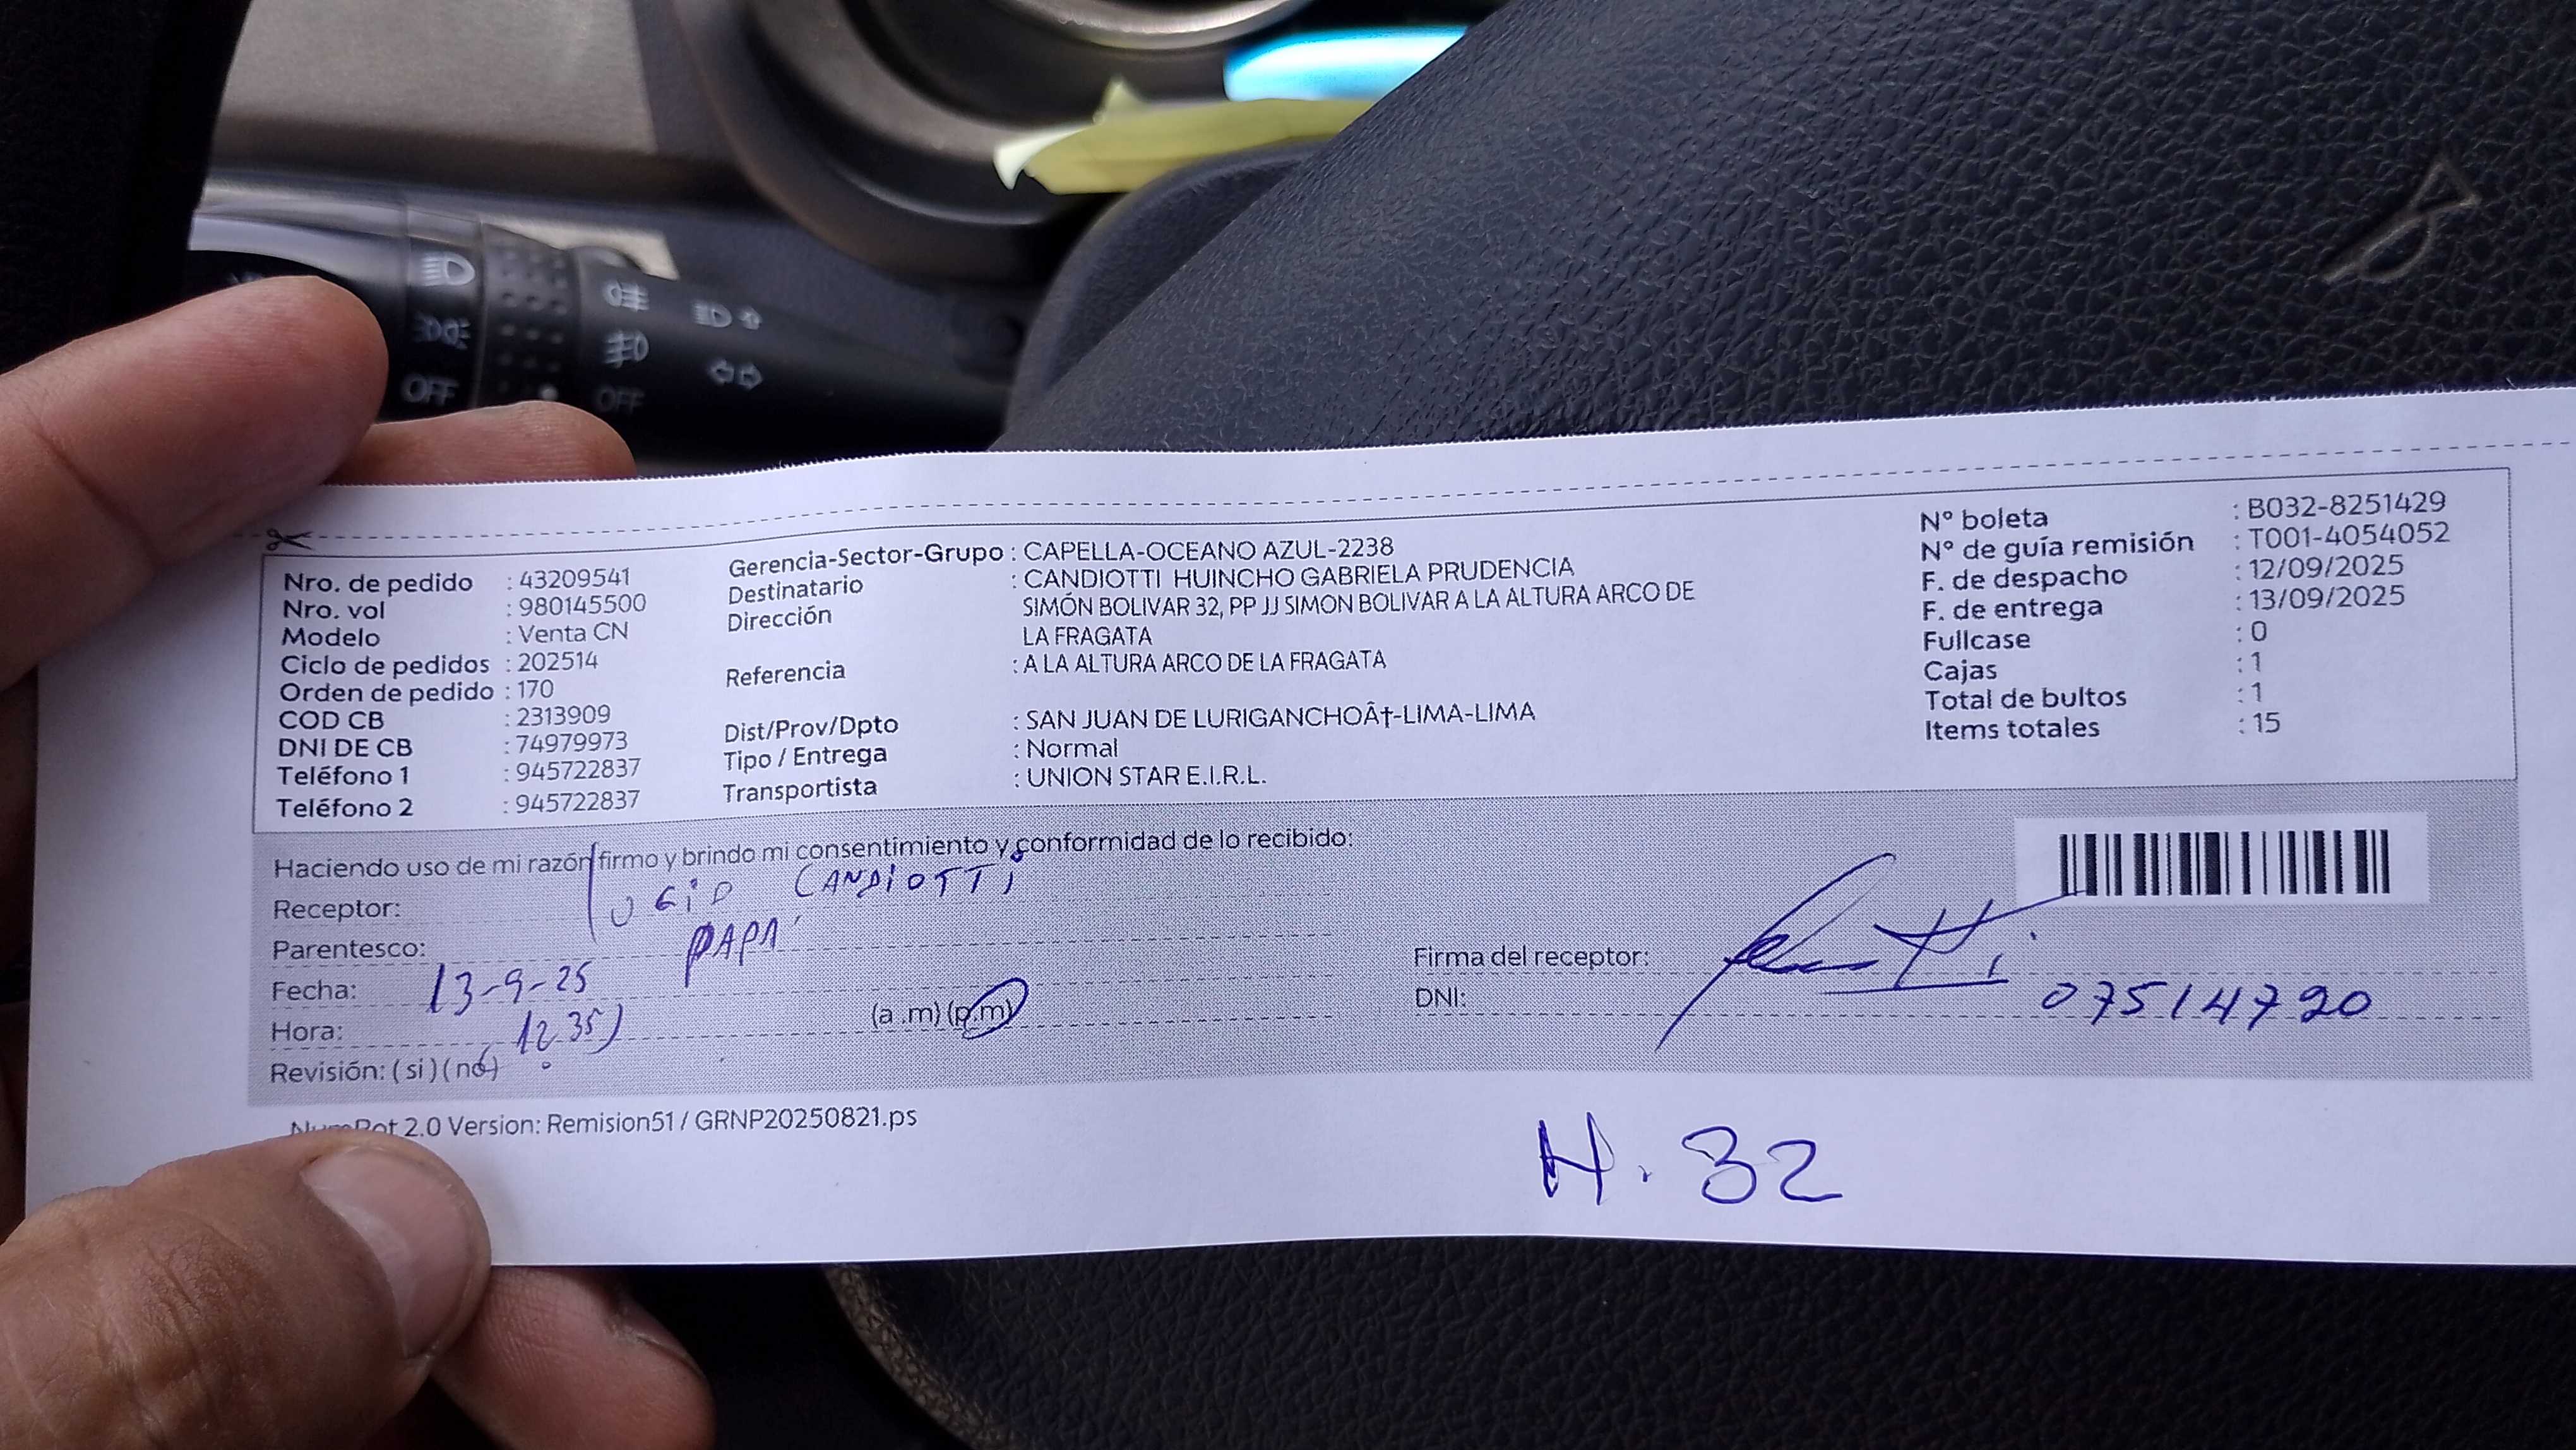 OFF
OFF
Nro. de pedido : 43209541
Nro. vol : 980145500
Modelo : Venta CN
Ciclo de pedidos : 202514
Orden de pedido : 170
COD CB : 2313909
DNI DE CB : 74979973
Teléfono 1 : 945722837
Teléfono 2 : 945722837
Gerencia-Sector-Grupo : CAPELLA-OCEANO AZUL-2238
Destinatario : CANDIOTTI HUINCHO GABRIELA PRUDENCIA
Dirección SIMÓN BOLIVAR 32, PP JJ SIMON BOLIVAR A LA ALTURA ARCO DE
LA FRAGATA
Referencia : A LA ALTURA ARCO DE LA FRAGATA
Dist/Prov/Dpto : SAN JUAN DE LURIGANCHOÂ†-LIMA-LIMA
Tipo / Entrega : Normal
Transportista : UNION STAR E.I.R.L.
N° boleta : B032-8251429
N° de guía remisión : T001-4054052
F. de despacho : 12/09/2025
F. de entrega : 13/09/2025
Fullcase : 0
Cajas : 1
Total de bultos : 1
Items totales : 15
Haciendo uso de mi razón firmo y brindo mi consentimiento y conformidad de lo recibido:
Receptor: CANDIOTTI
Parentesco: PAPÁ
Fecha: 13-9-25
Hora: 12 35 (a .m) (p.m)
Revisión: ( si ) ( no )
Firma del receptor:
DNI: 07514720
2.0 Version: Remision51 / GRNP20250821.ps
H. 32